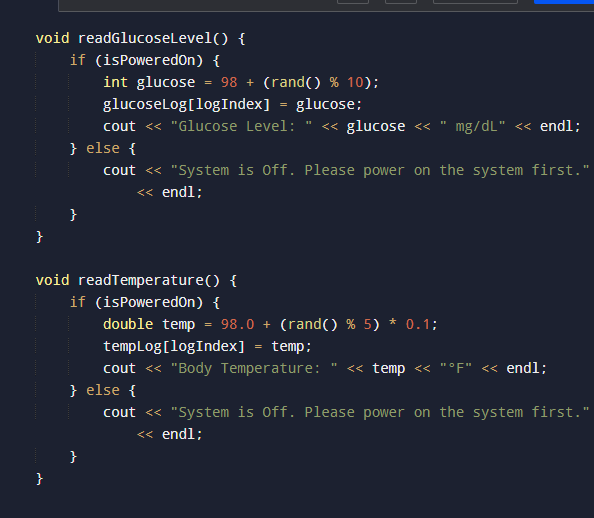 void readGlucoseLevel() {
    if (isPoweredOn) {
        int glucose = 98 + (rand() % 10);
        glucoseLog[logIndex] = glucose;
        cout << "Glucose Level: " << glucose << " mg/dL" << endl;
    } else {
        cout << "System is Off. Please power on the system first."
            << endl;
    }
}

void readTemperature() {
    if (isPoweredOn) {
        double temp = 98.0 + (rand() % 5) * 0.1;
        tempLog[logIndex] = temp;
        cout << "Body Temperature: " << temp << "°F" << endl;
    } else {
        cout << "System is Off. Please power on the system first."
            << endl;
    }
}